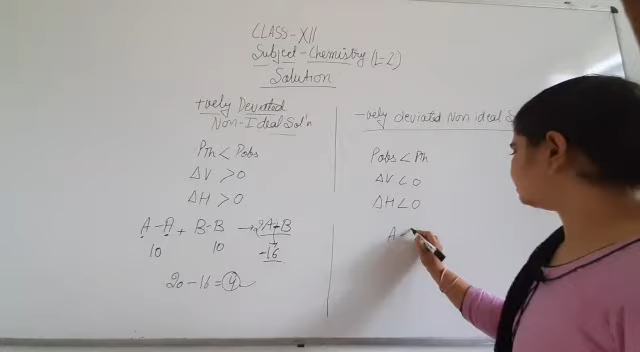 CLASS-XII
Subject-Chemistry (L-2)
Solution
+vely Deviated
Non-Ideal Sol'n
Pth < Pobs
ΔV > 0
ΔH > 0
A-A + B-B → 2A-B
10 10 -16
20-16=4
-vely deviated Non ideal S
Pobs < Pth
ΔV < 0
ΔH < 0
A -